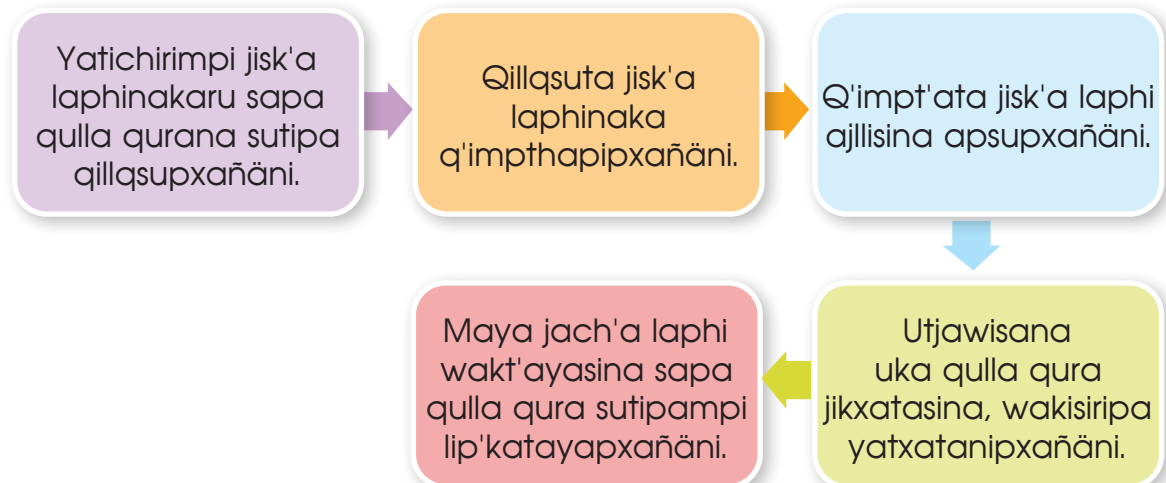 Yatichirimpi jisk'a
laphinakaru sapa
qulla qurana sutipa
qillqsupxañäni.
Qillqsuta jisk'a
laphinaka
q'impthapipxañäni.
Q'impt'ata jisk'a laphi
ajllisina apsupxañäni.
Utjawisana
uka qulla qura
jikxatasina, wakisiripa
yatxatanipxañäni.
Maya jach'a laphi
wakt'ayasina sapa
qulla qura sutipampi
lip'katayapxañäni.